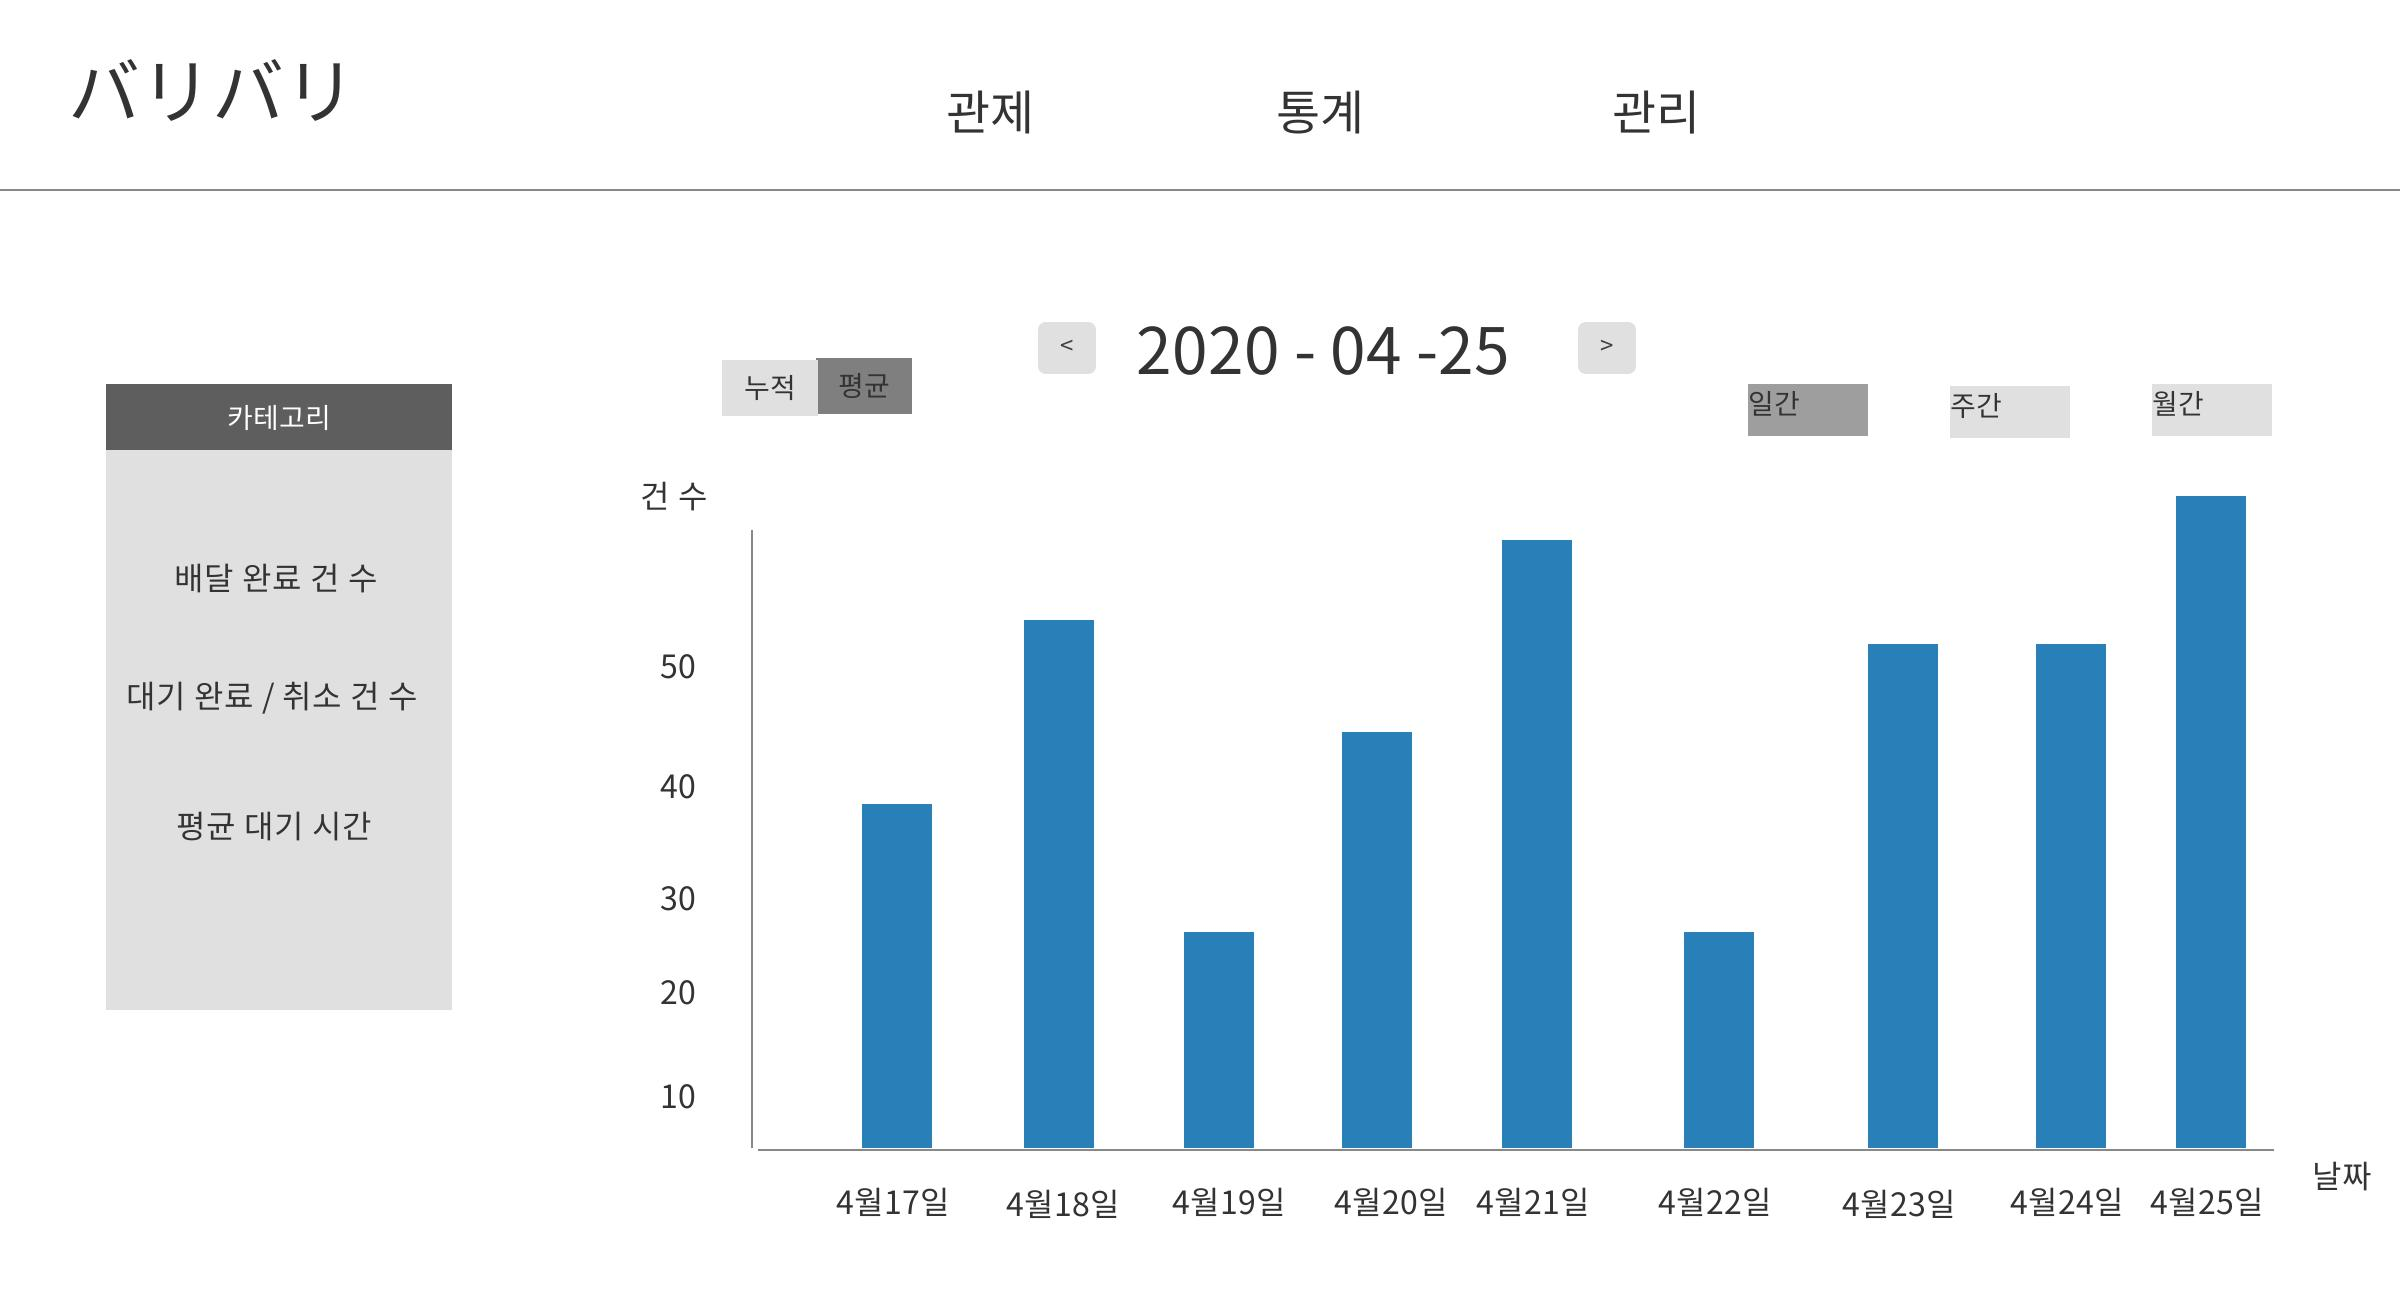 バリバリ
관제
통계
관리
<
2020 - 04 -25
>
누적
평균
일간
주간
월간
카테고리
배달 완료 건 수
대기 완료 / 취소 건 수
평균 대기 시간
건 수
50
40
30
20
10
4월17일
4월18일
4월19일
4월20일
4월21일
4월22일
4월23일
4월24일
4월25일
날짜